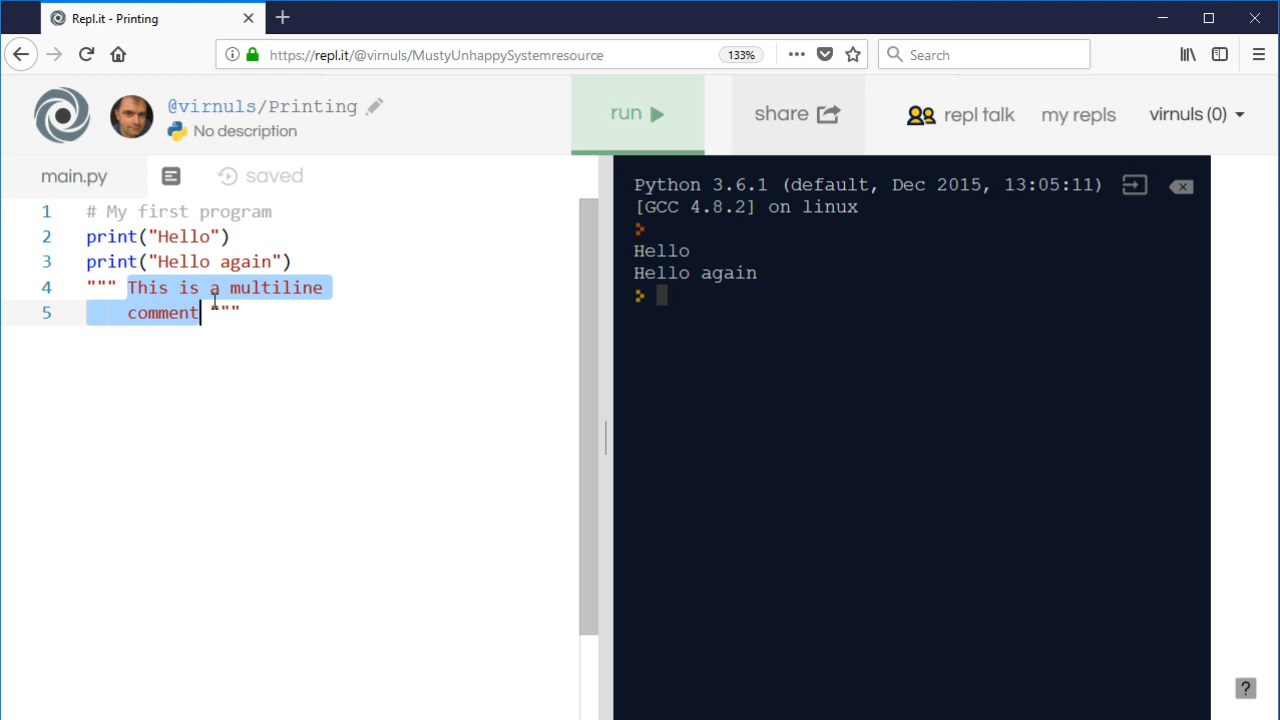 Repl.it - Printing
https://repl.it/@virnuls/MustyUnhappySystemresource
133%
Search
@virnuls/Printing
No description
run
share
repl talk
my repls
virnuls (0)
main.py
saved
1 # My first program
2 print("Hello")
3 print("Hello again")
4 """ This is a multiline
5 comment """
Python 3.6.1 (default, Dec 2015, 13:05:11)
[GCC 4.8.2] on linux
Hello
Hello again
?